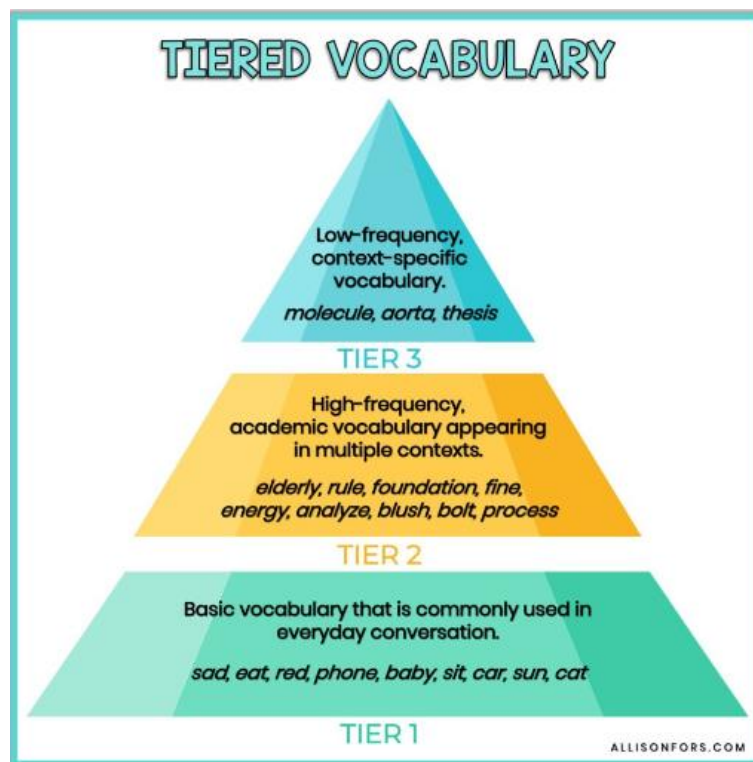 TIERED VOCABULARY
Low-frequency,
context-specific
vocabulary.
molecule, aorta, thesis
TIER 3
High-frequency,
academic vocabulary appearing
in multiple contexts.
elderly, rule, foundation, fine,
energy, analyze, blush, bolt, process
TIER 2
Basic vocabulary that is commonly used in
everyday conversation.
sad, eat, red, phone, baby, sit, car, sun, cat
TIER 1
ALLISONFORS.COM